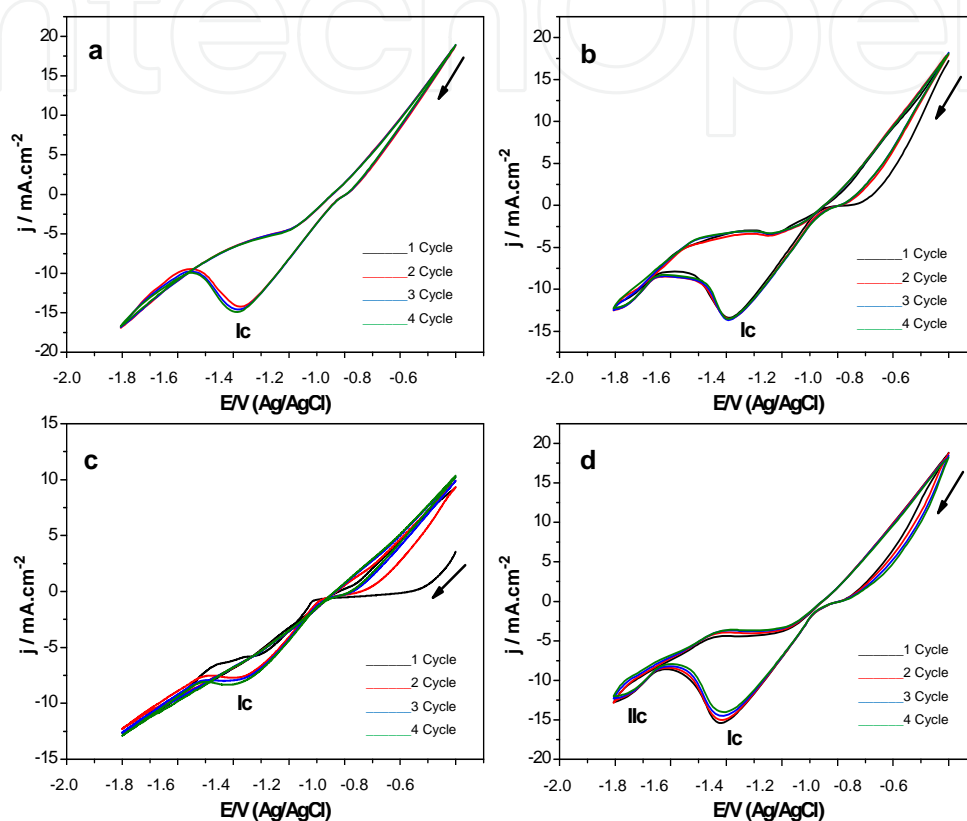 ntechOpen
a
j / mA.cm-2
20
15
10
5
0
-5
-10
-15
-20
-2.0 -1.8 -1.6 -1.4 -1.2 -1.0 -0.8 -0.6
E/V (Ag/AgCl)
Ic
1 Cycle
2 Cycle
3 Cycle
4 Cycle
b
j / mA.cm-2
20
15
10
5
0
-5
-10
-15
-2.0 -1.8 -1.6 -1.4 -1.2 -1.0 -0.8 -0.6
E/V (Ag/AgCl)
Ic
1 Cycle
2 Cycle
3 Cycle
4 Cycle
c
j / mA.cm-2
15
10
5
0
-5
-10
-15
-2.0 -1.8 -1.6 -1.4 -1.2 -1.0 -0.8 -0.6
E/V (Ag/AgCl)
Ic
1 Cycle
2 Cycle
3 Cycle
4 Cycle
d
j / mA.cm-2
20
15
10
5
0
-5
-10
-15
-20
-2.0 -1.8 -1.6 -1.4 -1.2 -1.0 -0.8 -0.6
E/V (Ag/AgCl)
IIc
Ic
1 Cycle
2 Cycle
3 Cycle
4 Cycle